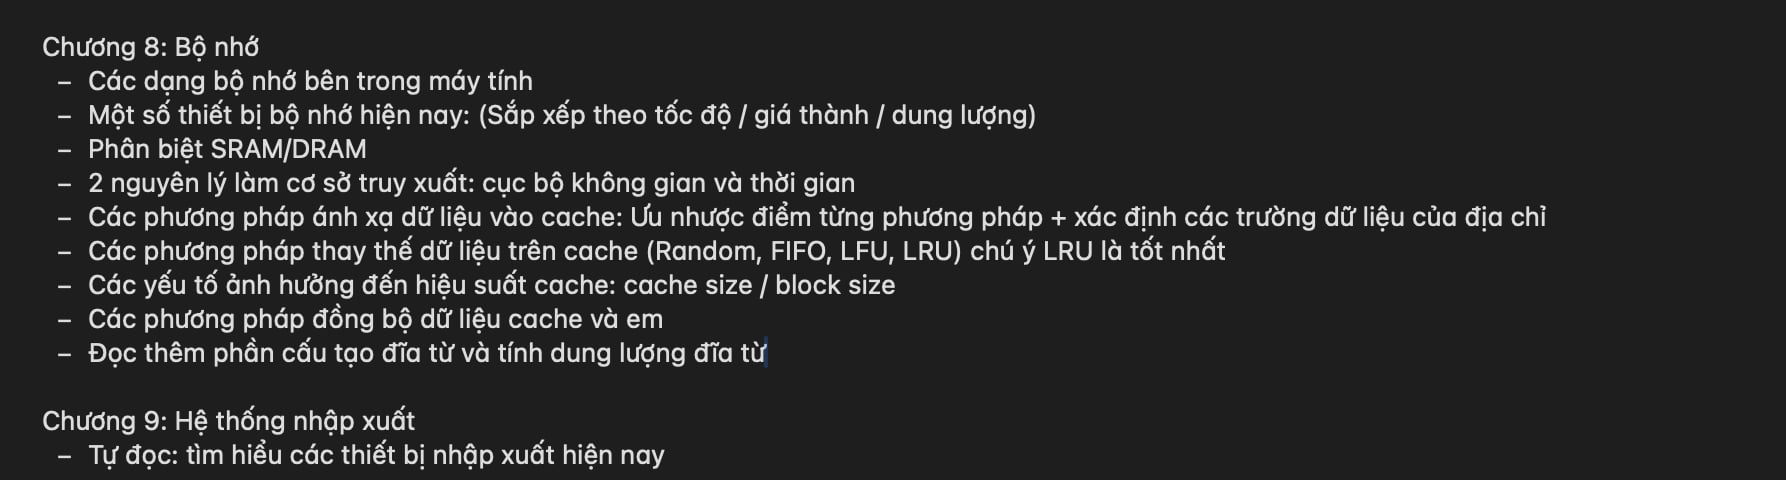 Chương 8: Bộ nhớ
– Các dạng bộ nhớ bên trong máy tính
– Một số thiết bị bộ nhớ hiện nay: (Sắp xếp theo tốc độ / giá thành / dung lượng)
– Phân biệt SRAM/DRAM
– 2 nguyên lý làm cơ sở truy xuất: cục bộ không gian và thời gian
– Các phương pháp ánh xạ dữ liệu vào cache: Ưu nhược điểm từng phương pháp + xác định các trường dữ liệu của địa chỉ
– Các phương pháp thay thế dữ liệu trên cache (Random, FIFO, LFU, LRU) chú ý LRU là tốt nhất
– Các yếu tố ảnh hưởng đến hiệu suất cache: cache size / block size
– Các phương pháp đồng bộ dữ liệu cache và em
– Đọc thêm phần cấu tạo đĩa từ và tính dung lượng đĩa từ
Chương 9: Hệ thống nhập xuất
– Tự đọc: tìm hiểu các thiết bị nhập xuất hiện nay